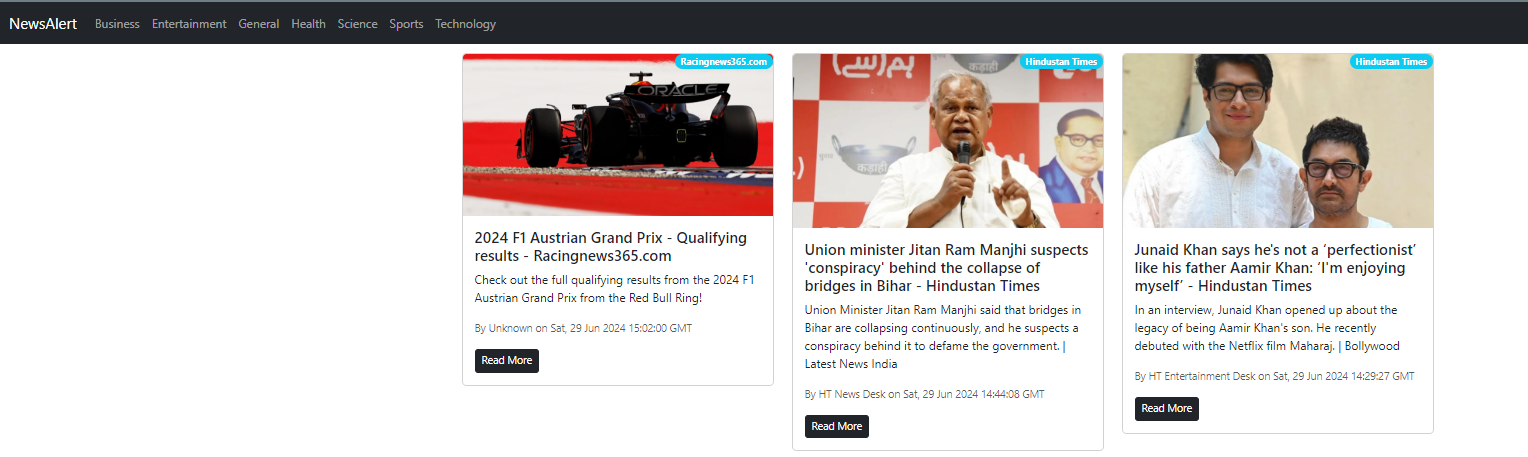 NewsAlert Business Entertainment General Health Science Sports Technology
Racingnews365.com
ORACLE
2024 F1 Austrian Grand Prix - Qualifying
results - Racingnews365.com
Check out the full qualifying results from the 2024 F1
Austrian Grand Prix from the Red Bull Ring!
By Unknown on Sat, 29 Jun 2024 15:02:00 GMT
Read More
Hindustan Times
कड़ाही
कड़ाही
Union minister Jitan Ram Manjhi suspects
'conspiracy' behind the collapse of
bridges in Bihar - Hindustan Times
Union Minister Jitan Ram Manjhi said that bridges in
Bihar are collapsing continuously, and he suspects a
conspiracy behind it to defame the government. |
Latest News India
By HT News Desk on Sat, 29 Jun 2024 14:44:08 GMT
Read More
Hindustan Times
Junaid Khan says he's not a ‘perfectionist’
like his father Aamir Khan: ‘I'm enjoying
myself’ - Hindustan Times
In an interview, Junaid Khan opened up about the
legacy of being Aamir Khan's son. He recently
debuted with the Netflix film Maharaj. | Bollywood
By HT Entertainment Desk on Sat, 29 Jun 2024 14:29:27 GMT
Read More